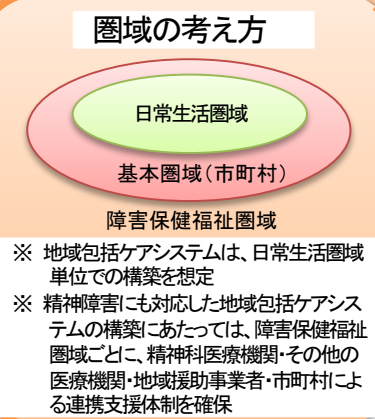 圏域の考え方
日常生活圏域
基本圏域(市町村)
障害保健福祉圏域
※ 地域包括ケアシステムは、日常生活圏域
単位での構築を想定
※ 精神障害にも対応した地域包括ケアシス
テムの構築にあたっては、障害保健福祉
圏域ごとに、精神科医療機関・その他の
医療機関・地域援助事業者・市町村によ
る連携支援体制を確保